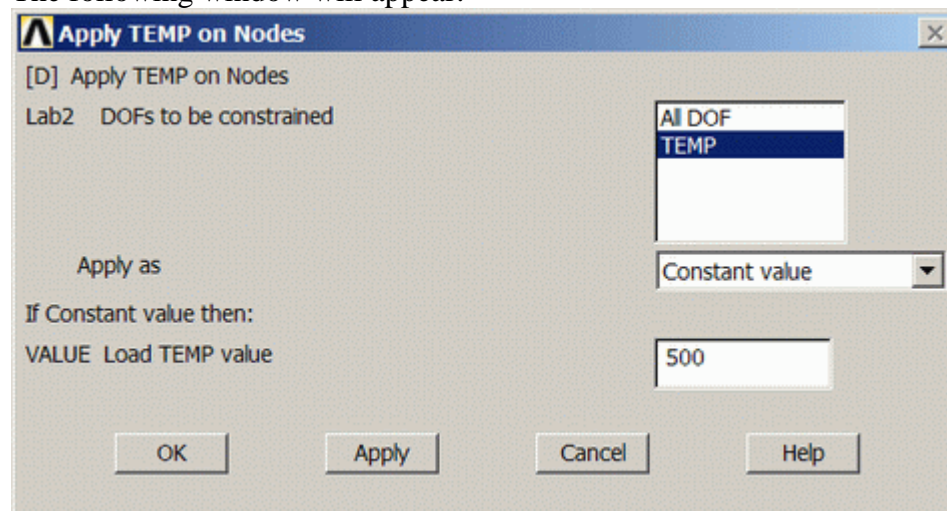 Apply TEMP on Nodes
[D] Apply TEMP on Nodes
Lab2 DOFs to be constrained
All DOF
TEMP
Apply as
Constant value
If Constant value then:
VALUE Load TEMP value
500
OK
Apply
Cancel
Help